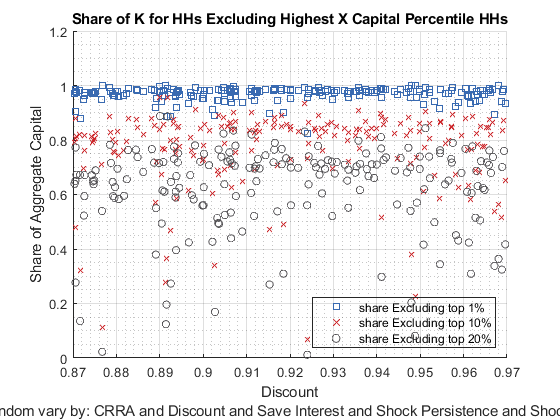 Share of K for HHs Excluding Highest X Capital Percentile HHs
1.2
1
0.8
0.6
0.4
0.2
0
Share of Aggregate Capital
share Excluding top 1%
share Excluding top 10%
share Excluding top 20%
0.87 0.88 0.89 0.9 0.91 0.92 0.93 0.94 0.95 0.96 0.97
Discount
ndom vary by: CRRA and Discount and Save Interest and Shock Persistence and Sho